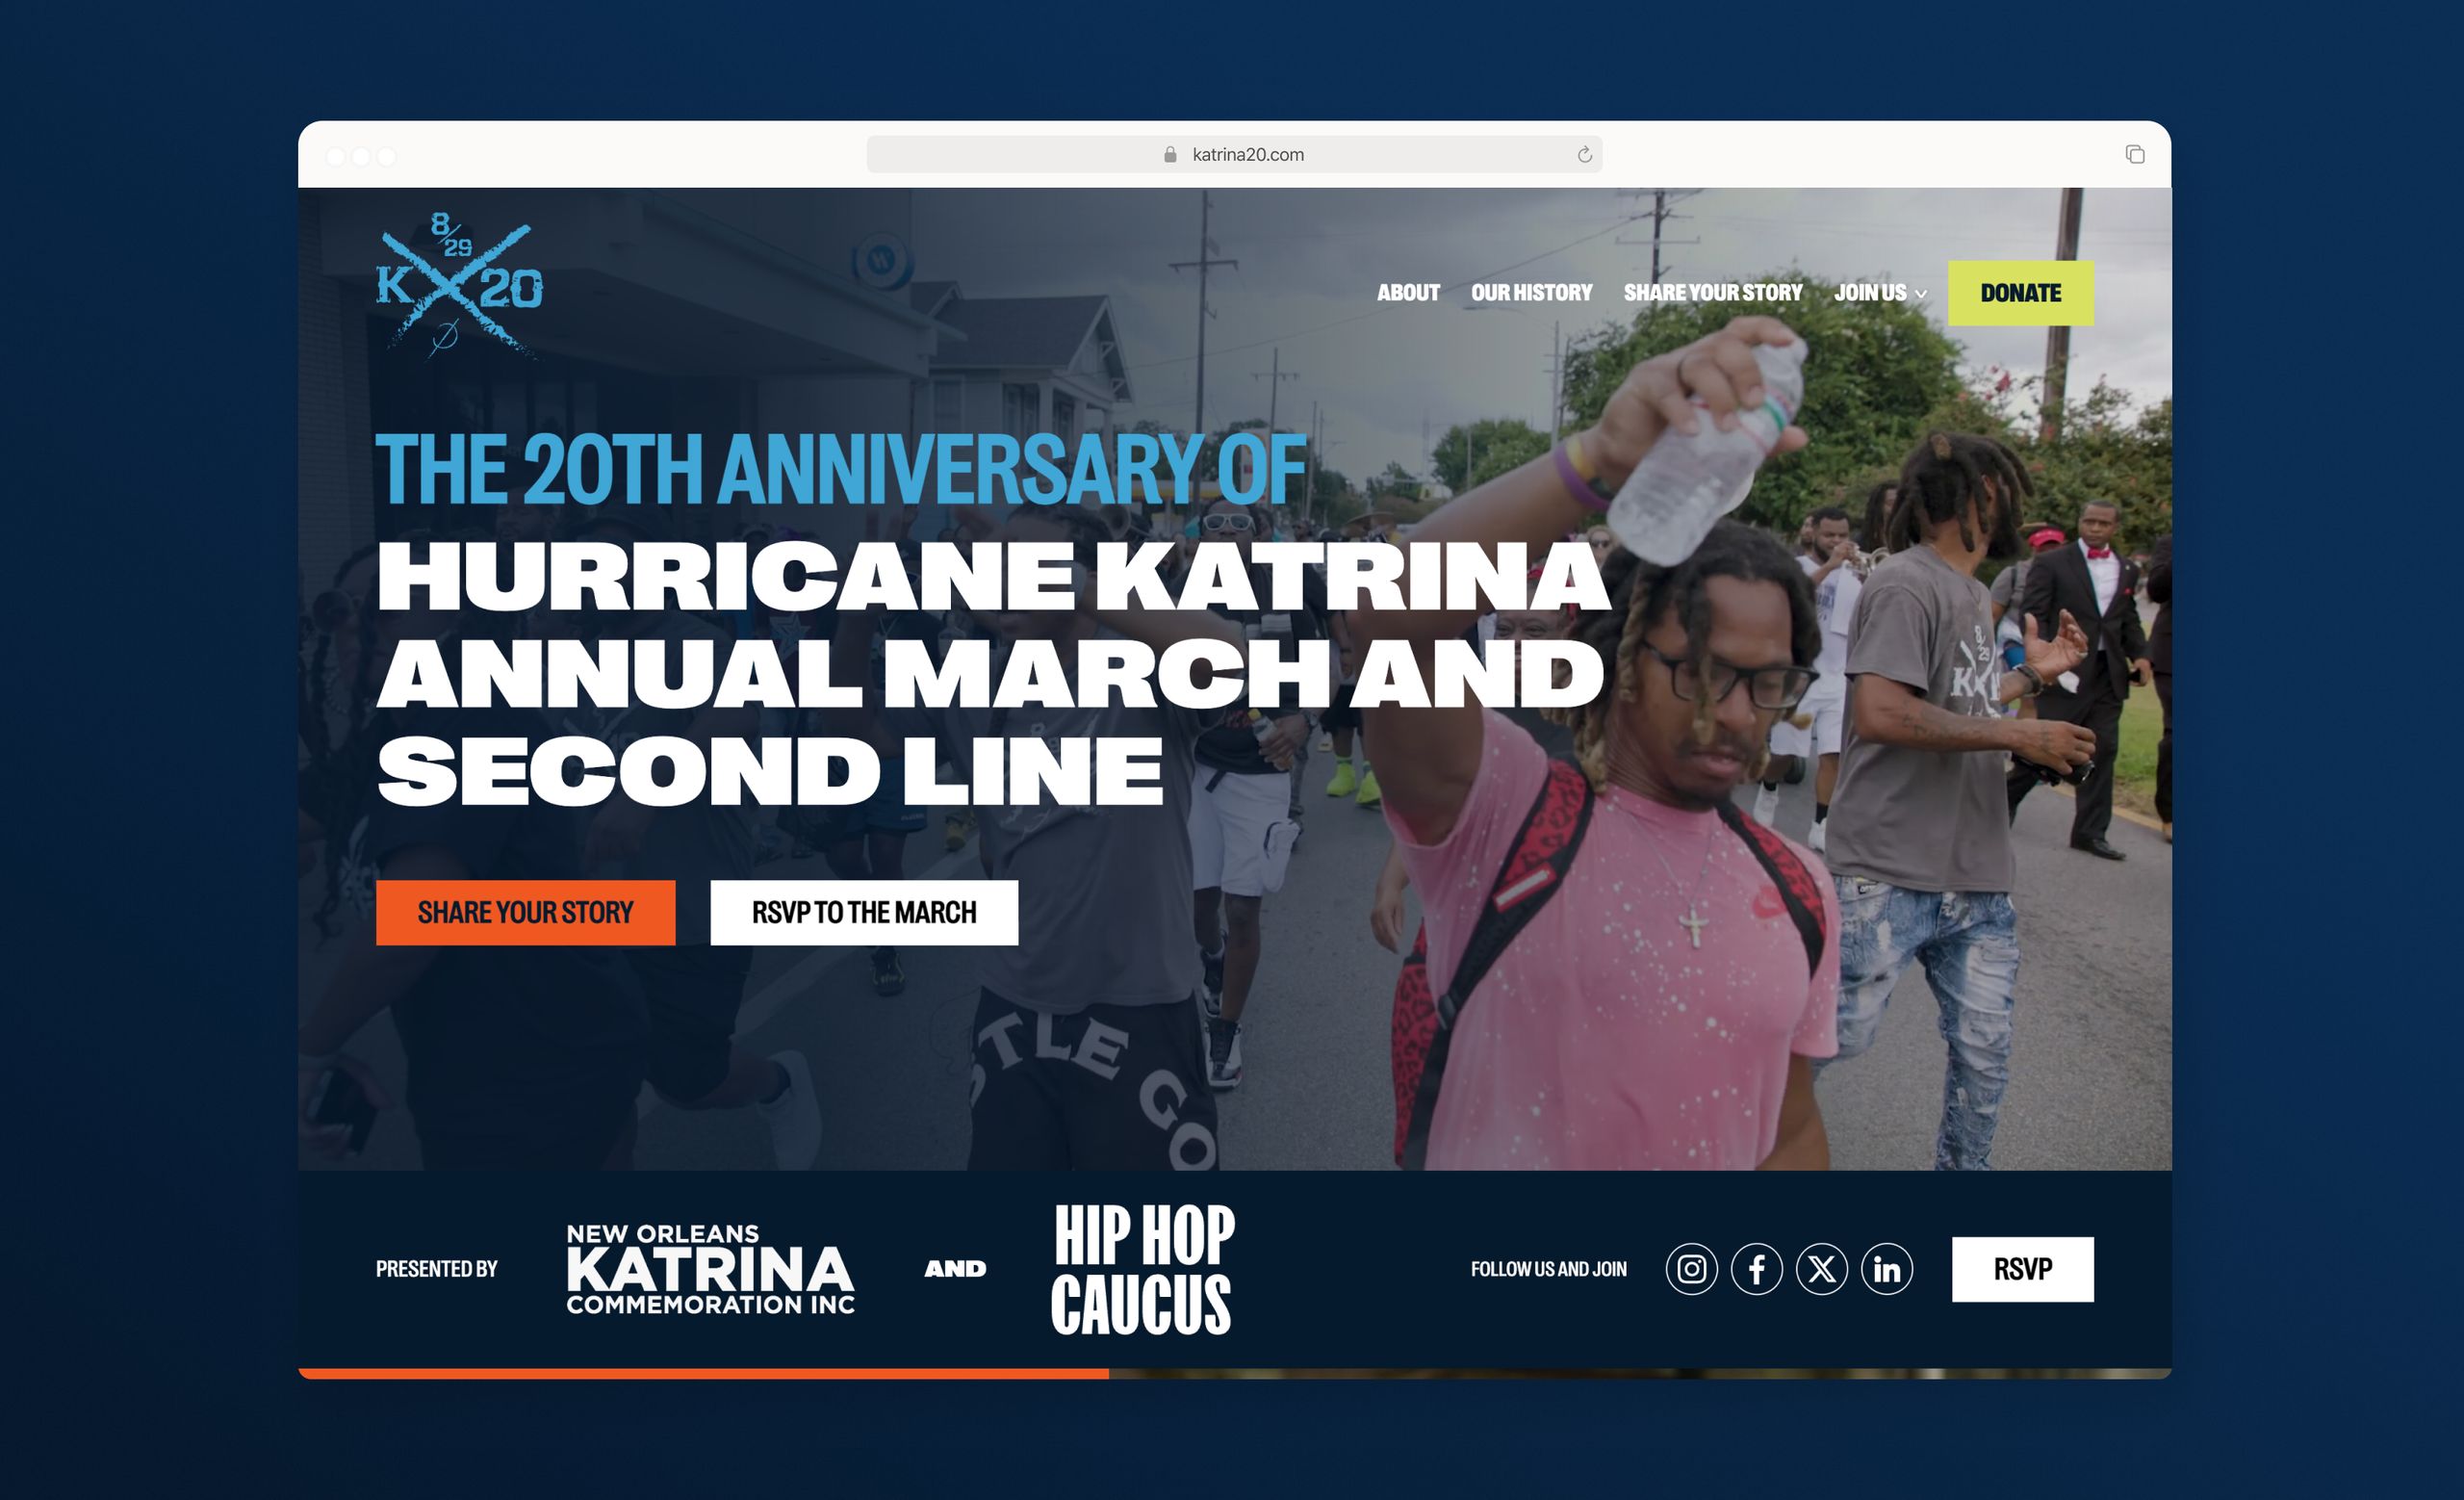 katrina20.com
8/29
K 20
ABOUT OUR HISTORY SHARE YOUR STORY JOIN US DONATE
THE 20TH ANNIVERSARY OF
HURRICANE KATRINA
ANNUAL MARCH AND
SECOND LINE
SHARE YOUR STORY RSVP TO THE MARCH
TLE GO
PRESENTED BY
NEW ORLEANS
KATRINA
COMMEMORATION INC
AND
HIP HOP
CAUCUS
FOLLOW US AND JOIN
RSVP